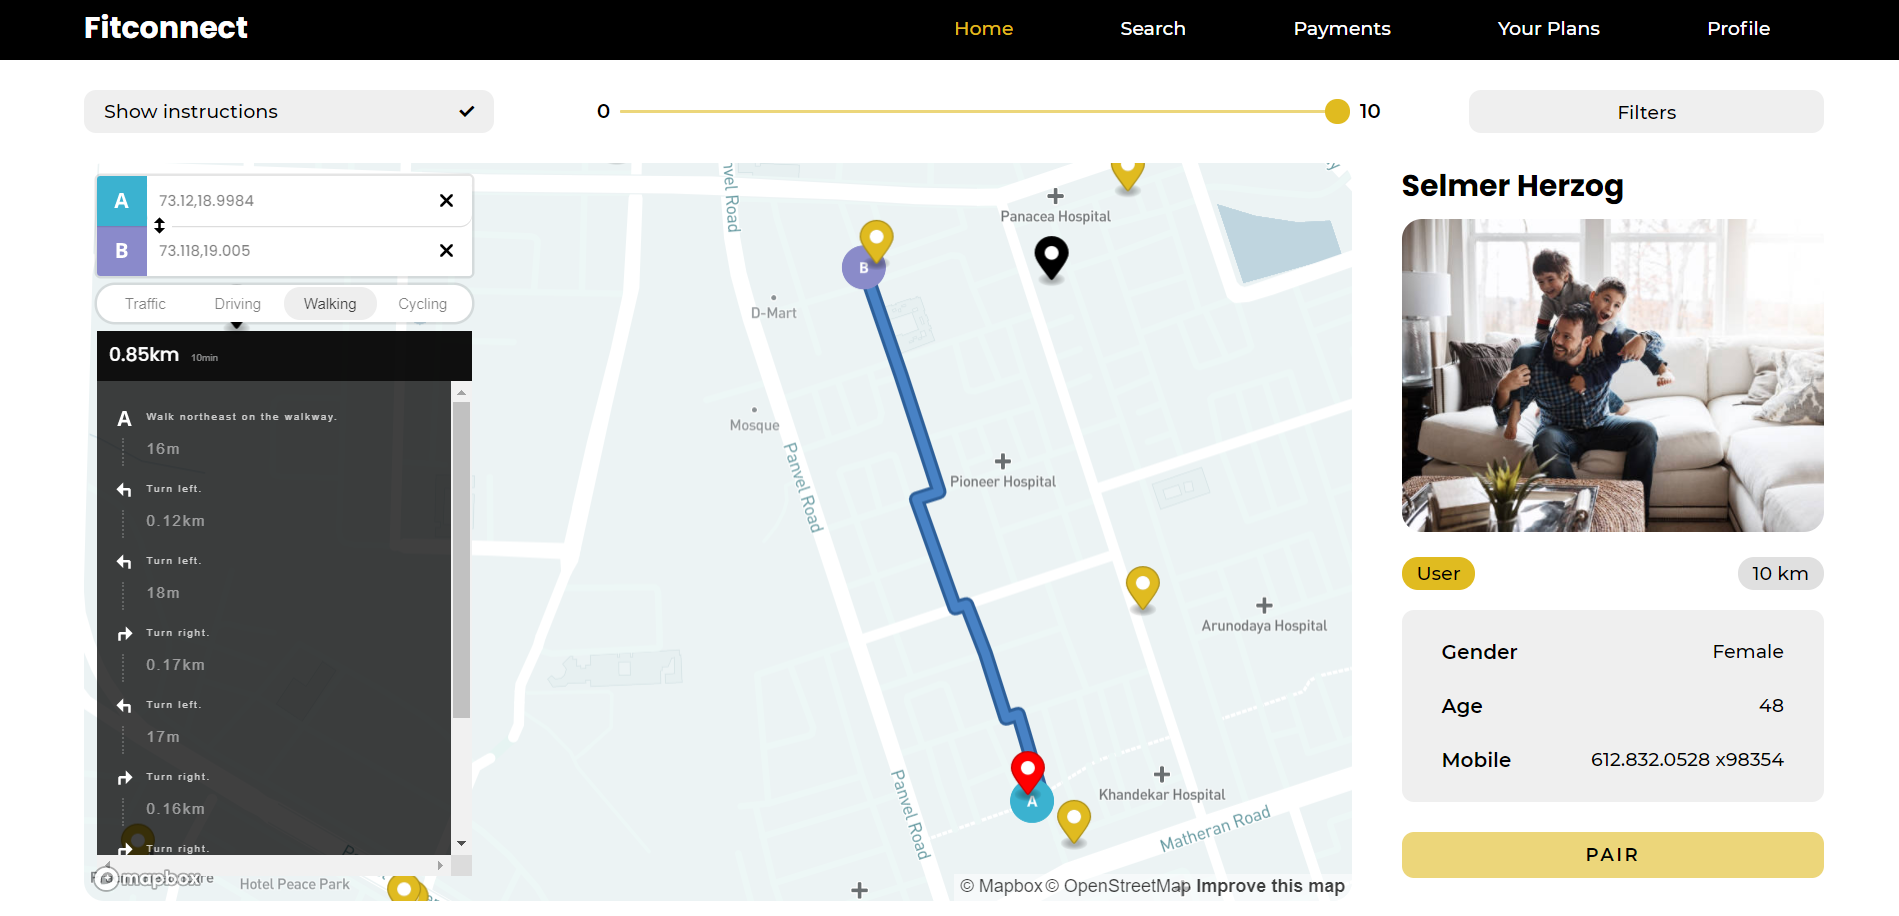 Fitconnect
Home
Search
Payments
Your Plans
Profile
Show instructions
0
10
Filters
A
73.12,18.9984
B
73.118,19.005
Traffic
Driving
Walking
Cycling
0.85km
10min
A
Walk northeast on the walkway.
16m
Turn left.
0.12km
Turn left.
18m
Turn right.
0.17km
Turn left.
17m
Turn right.
0.16km
Turn right.
mapbox
Hotel Peace Park
Panvel Road
Panacea Hospital
B
D-Mart
Mosque
Panvel Road
Pioneer Hospital
Arunodaya Hospital
A
Khandekar Hospital
Panvel Road
Matheran Road
© Mapbox © OpenStreetMap Improve this map
Selmer Herzog
User
10 km
Gender
Female
Age
48
Mobile
612.832.0528 x98354
PAIR